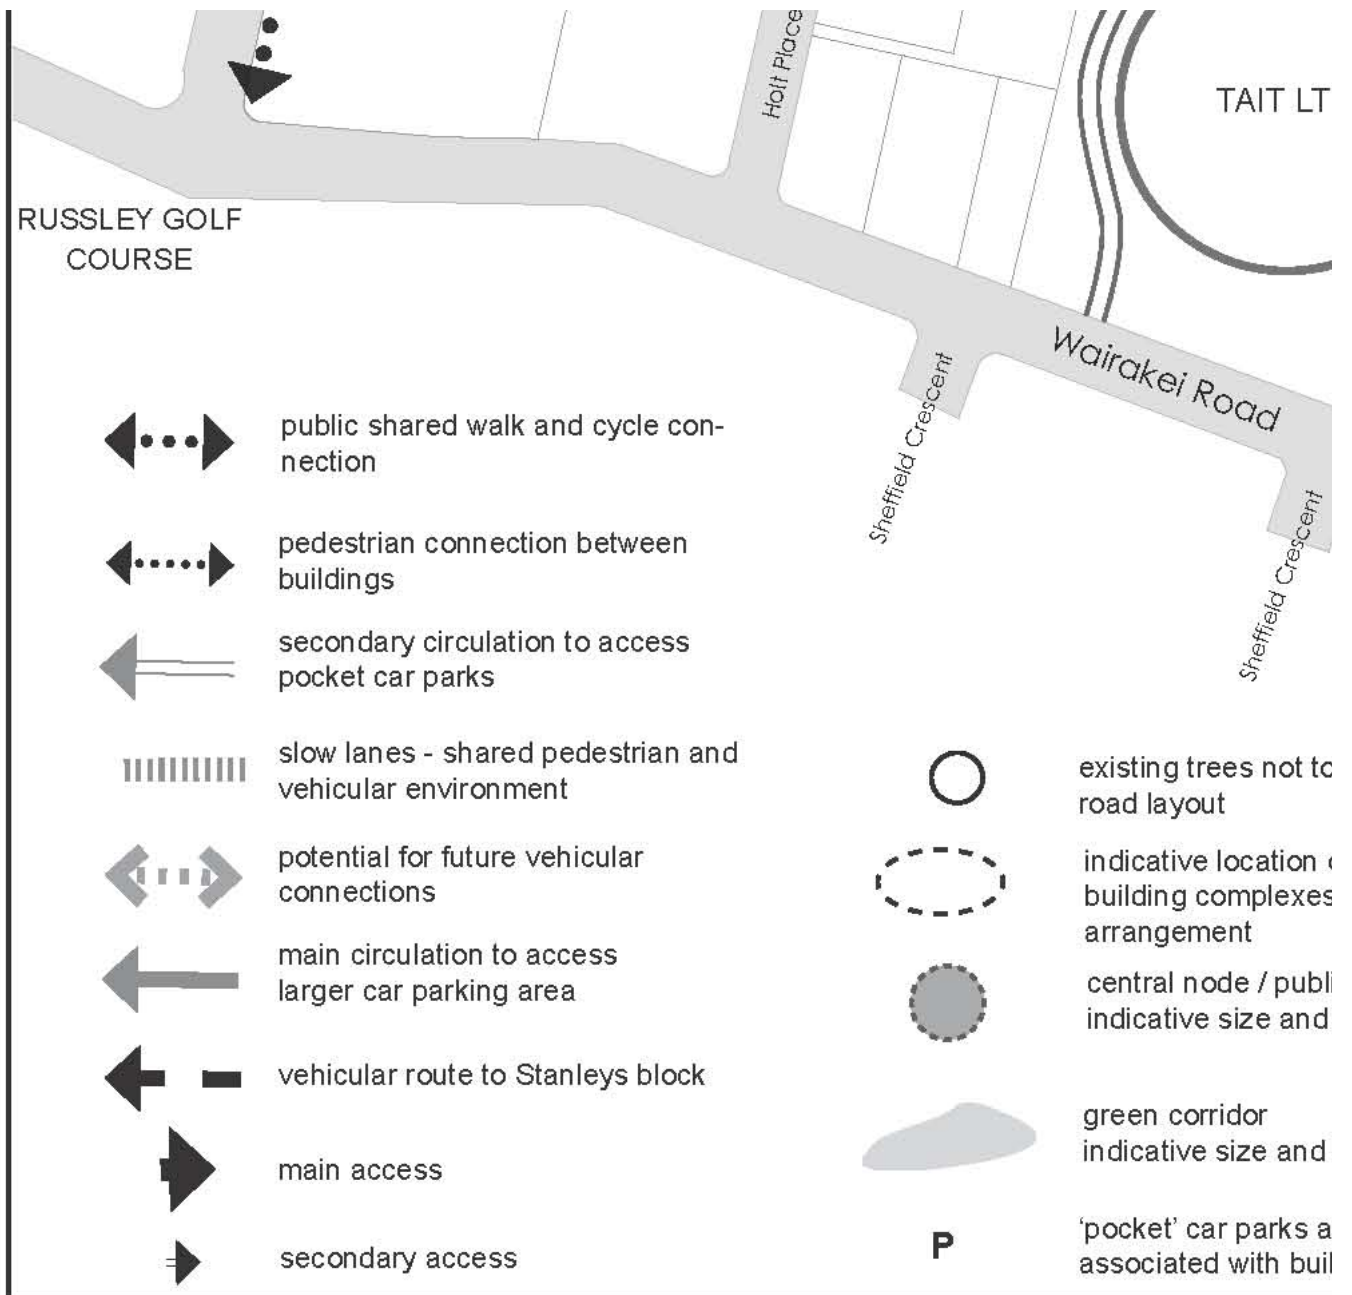 Holt Place
TAIT LT
RUSSLEY GOLF
COURSE
Wairakei Road
Sheffield Crescent
Sheffield Crescent
public shared walk and cycle con-
nection
pedestrian connection between
buildings
secondary circulation to access
pocket car parks
slow lanes - shared pedestrian and
vehicular environment
potential for future vehicular
connections
main circulation to access
larger car parking area
vehicular route to Stanleys block
main access
secondary access
existing trees not to
road layout
indicative location
building complexes
arrangement
central node / publi
indicative size and
green corridor
indicative size and
P
‘pocket’ car parks a
associated with buil